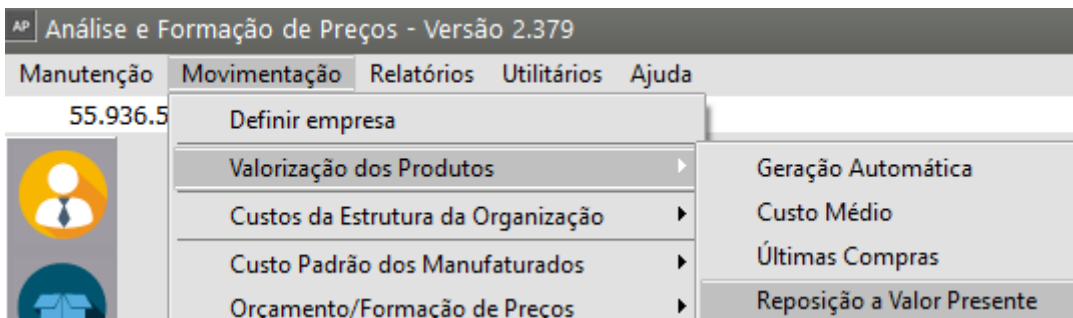 AP Análise e Formação de Preços - Versão 2.379
Manutenção Movimentação Relatórios Utilitários Ajuda
55.936.5
Definir empresa
Valorização dos Produtos
Geração Automática
Custos da Estrutura da Organização
Custo Médio
Custo Padrão dos Manufaturados
Últimas Compras
Orçamento/Formação de Preços
Reposição a Valor Presente